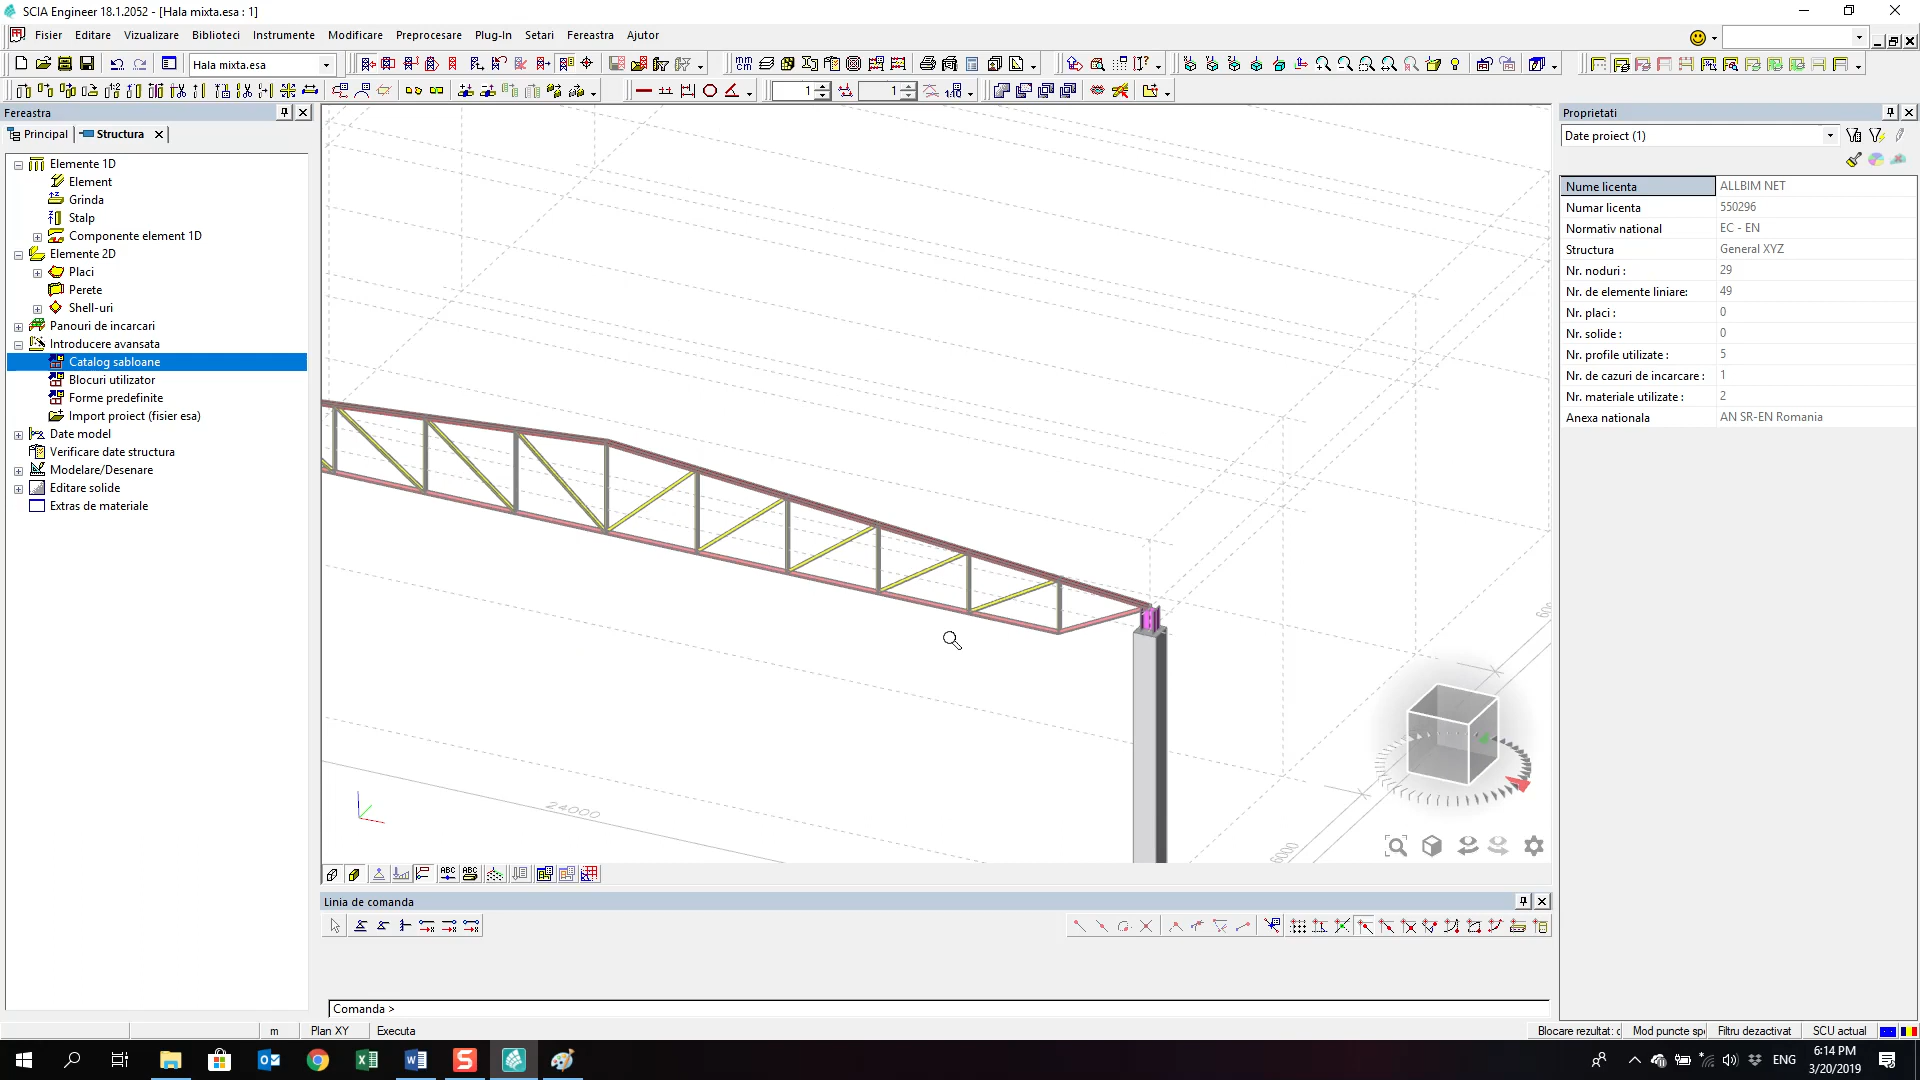 SCIA Engineer 18.1.2052 - [Hala mixta.esa : 1]
Fisier Editare Vizualizare Biblioteci Instrumente Modificare Preprocesare Plug-In Setari Fereastra Ajutor
Hala mixta.esa
1 1
Fereastra
Principal Structura
Elemente 1D
Element
Grinda
Stalp
Componente element 1D
Elemente 2D
Placi
Perete
Shell-uri
Panouri de incarcari
Introducere avansata
Catalog sabloane
Blocuri utilizator
Forme predefinite
Import proiect (fisier esa)
Date model
Verificare date structura
Modelare/Desenare
Editare solide
Extras de materiale
24000
6000
Linia de comanda
Comanda >
Proprietati
Date proiect (1)
Nume licenta ALLBIM NET
Numar licenta 550296
Normativ national EC - EN
Structura General XYZ
Nr. noduri : 29
Nr. de elemente liniare: 49
Nr. placi : 0
Nr. solide : 0
Nr. profile utilizate : 5
Nr. de cazuri de incarcare : 1
Nr. materiale utilizate : 2
Anexa nationala AN SR-EN Romania
m Plan XY Executa
Blocare rezultat: Mod puncte Filtru dezactivat SCU actual
ENG
6:14 PM
3/20/2019